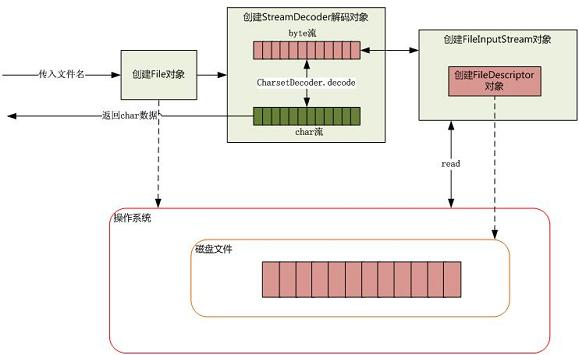 创建StreamDecoder解码对象
byte流
创建FileInputStream对象
传入文件名
创建File对象
CharsetDecoder.decode
创建FileDescriptor
对象
返回char数据
char流
read
操作系统
磁盘文件